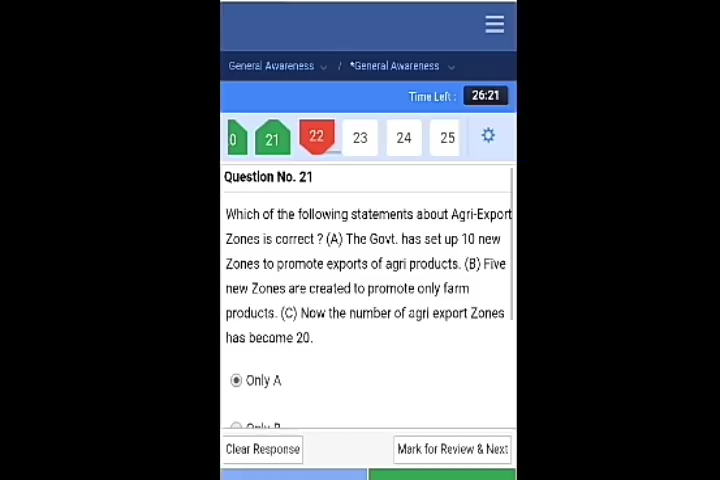 General Awareness / *General Awareness
Time Left : 26:21
0 21 22 23 24 25
Question No. 21
Which of the following statements about Agri-Export
Zones is correct ? (A) The Govt. has set up 10 new
Zones to promote exports of agri products. (B) Five
new Zones are created to promote only farm
products. (C) Now the number of agri export Zones
has become 20.
Only A
Only B
Clear Response Mark for Review & Next